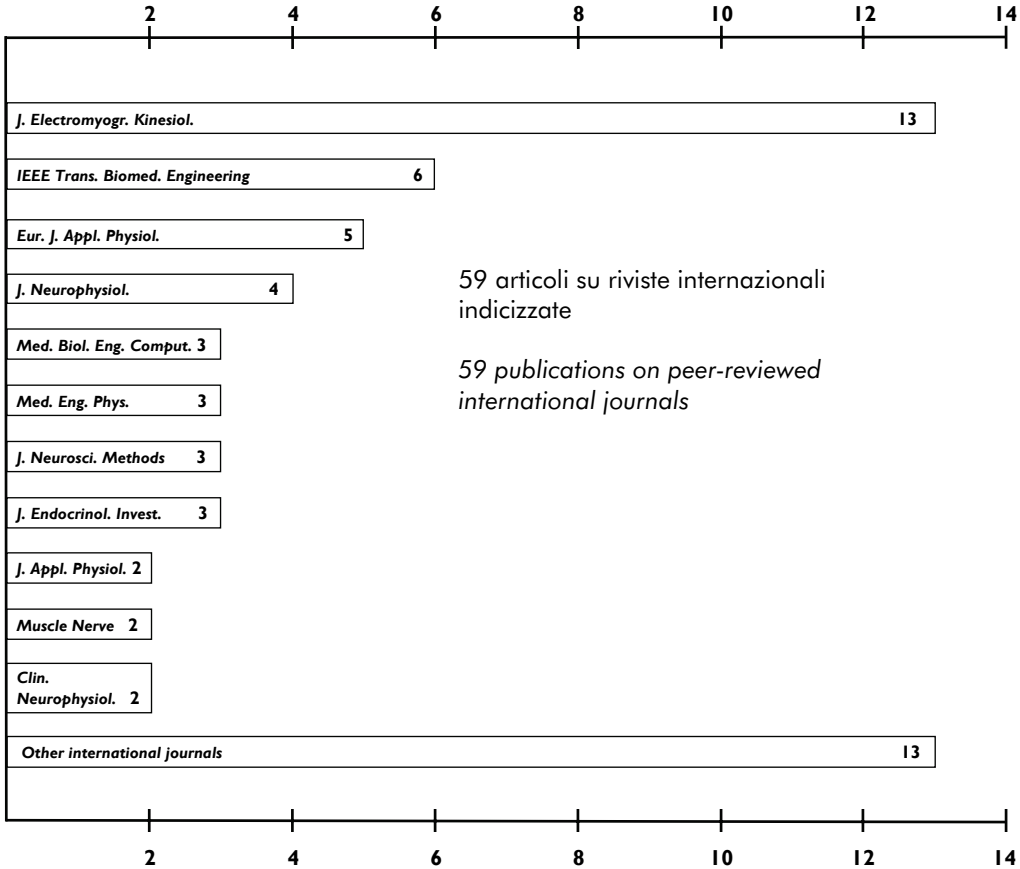 2 4 6 8 10 12 14
J. Electromyogr. Kinesiol. 13
IEEE Trans. Biomed. Engineering 6
Eur. J. Appl. Physiol. 5
J. Neurophysiol. 4
59 articoli su riviste internazionali
indicizzate
Med. Biol. Eng. Comput. 3
59 publications on peer-reviewed
international journals
Med. Eng. Phys. 3
J. Neurosci. Methods 3
J. Endocrinol. Invest. 3
J. Appl. Physiol. 2
Muscle Nerve 2
Clin.
Neurophysiol. 2
Other international journals 13
2 4 6 8 10 12 14